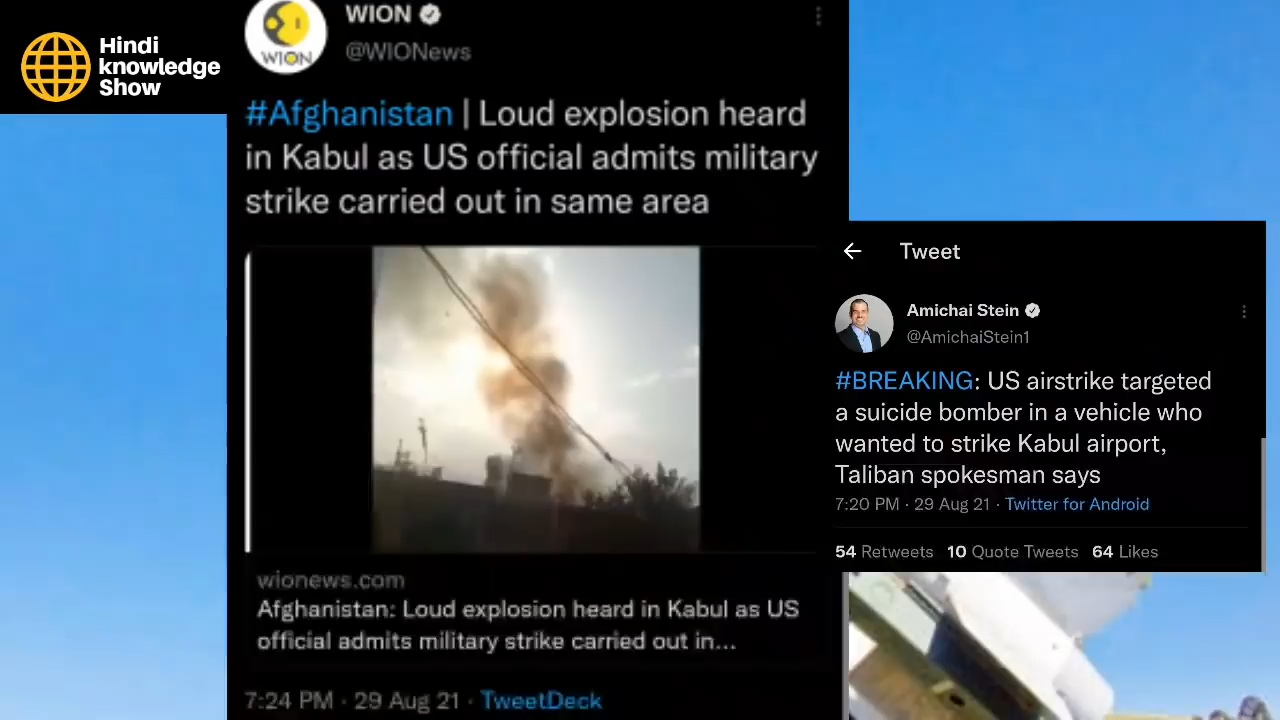 Hindi
knowledge
Show
WION
WION
@WIONews
#Afghanistan | Loud explosion heard
in Kabul as US official admits military
strike carried out in same area
wionews.com
Afghanistan: Loud explosion heard in Kabul as US
official admits military strike carried out in...
7:24 PM · 29 Aug 21 · TweetDeck
Tweet
Amichai Stein
@AmichaiStein1
#BREAKING: US airstrike targeted
a suicide bomber in a vehicle who
wanted to strike Kabul airport,
Taliban spokesman says
7:20 PM · 29 Aug 21 · Twitter for Android
54 Retweets 10 Quote Tweets 64 Likes